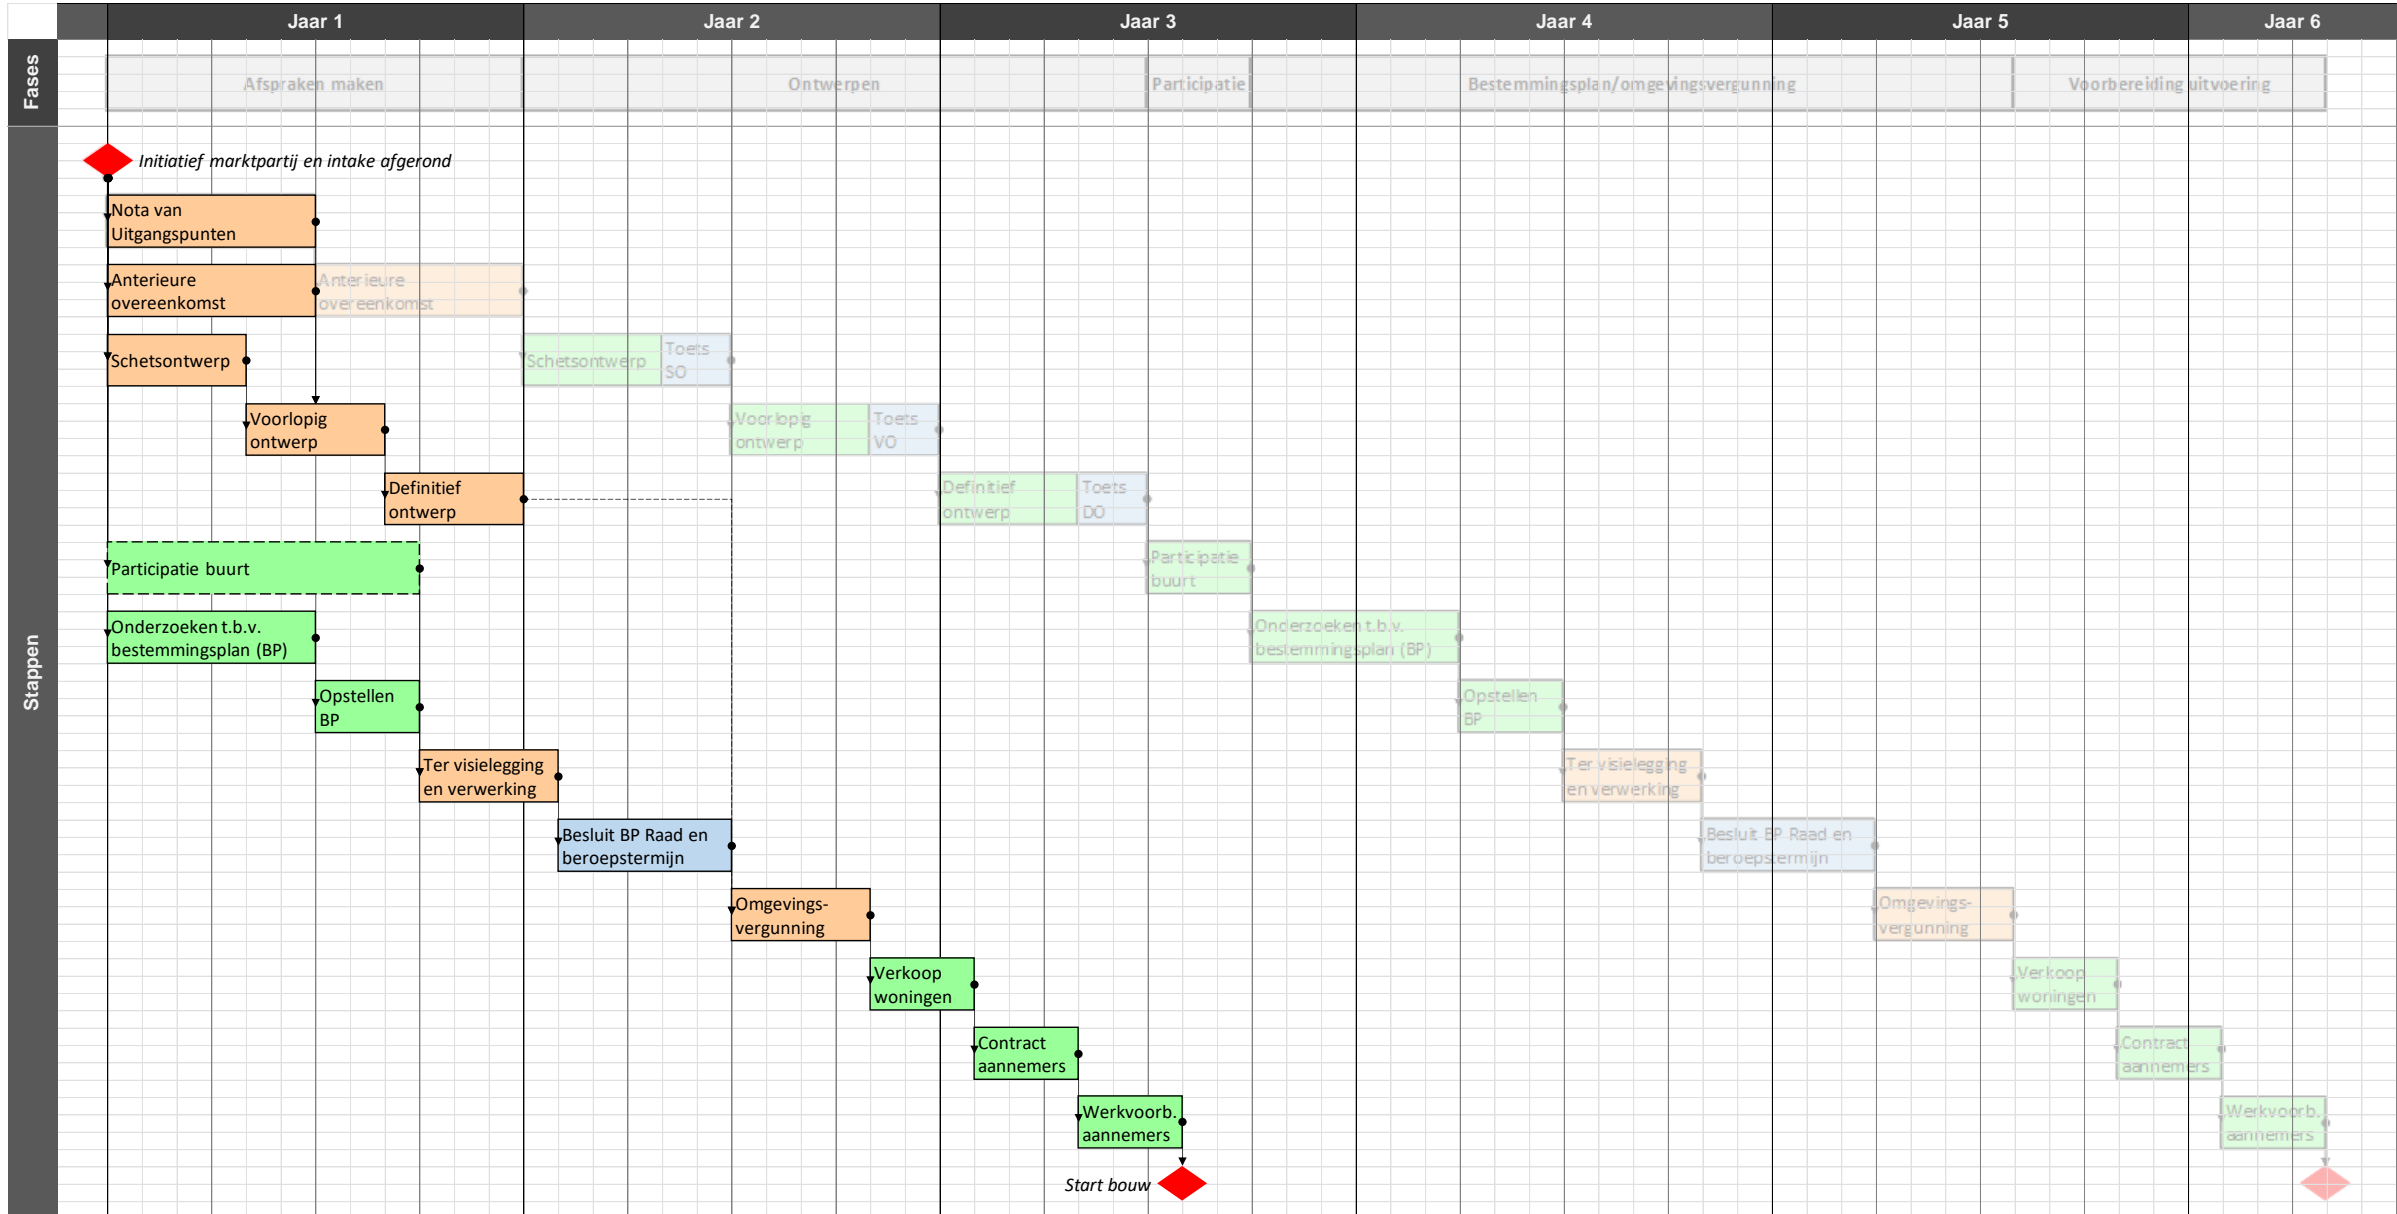 Jaar 1
Jaar 2
Jaar 3
Jaar 4
Jaar 5
Jaar 6
Fases
Afspraken maken
Ontwerpen
Participatie
Bestemmingsplan/omgevingsvergunning
Voorbereiding uitvoering
Stappen
Initiatief marktpartij en intake afgerond
Nota van
Uitgangspunten
Anterieure
overeenkomst
Anterieure
overeenkomst
Schetsontwerp
Schetsontwerp
Toets
SO
Voorlopig
ontwerp
Voorlopig
ontwerp
Toets
VO
Definitief
ontwerp
Definitief
ontwerp
Toets
DO
Participatie buurt
Participatie
buurt
Onderzoeken t.b.v.
bestemmingsplan (BP)
Onderzoeken t.b.v.
bestemmingsplan (BP)
Opstellen
BP
Opstellen
BP
Ter visielegging
en verwerking
Ter visielegging
en verwerking
Besluit BP Raad en
beroepstermijn
Besluit BP Raad en
beroepstermijn
Omgevings-
vergunning
Omgevings-
vergunning
Verkoop
woningen
Verkoop
woningen
Contract
aannemers
Contract
aannemers
Werkvoorb.
aannemers
Werkvoorb.
aannemers
Start bouw